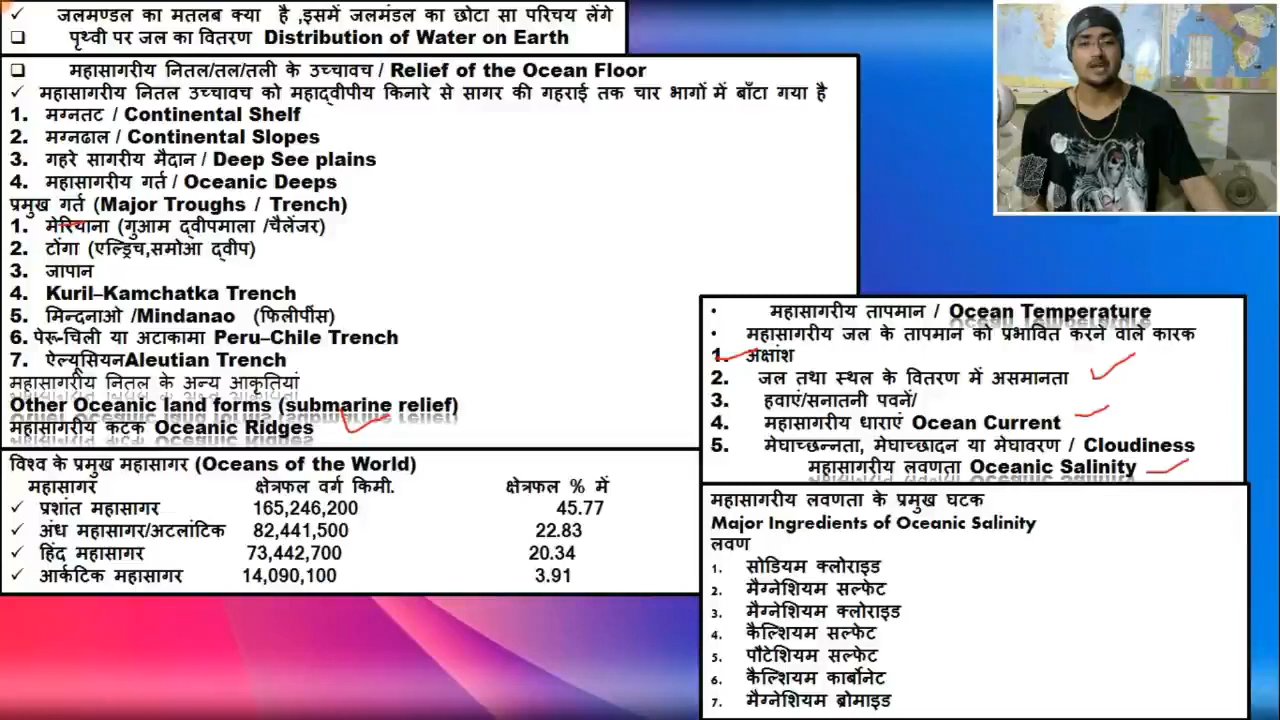 ✓ जलमण्डल का मतलब क्या है ,इसमें जलमंडल का छोटा सा परिचय लेंगे
❑ पृथ्वी पर जल का वितरण Distribution of Water on Earth
❑ महासागरीय नितल/तल/तली के उच्चावच / Relief of the Ocean Floor
✓ महासागरीय नितल उच्चावच को महाद्वीपीय किनारे से सागर की गहराई तक चार भागों में बाँटा गया है
1. मग्नतट / Continental Shelf
2. मग्नढाल / Continental Slopes
3. गहरे सागरीय मैदान / Deep See plains
4. महासागरीय गर्त / Oceanic Deeps
प्रमुख गर्त (Major Troughs / Trench)
1. मेरियाना (गुआम द्वीपमाला /चैलेंजर)
2. टोंगा (एल्ड्रिच,समोआ द्वीप)
3. जापान
4. Kuril–Kamchatka Trench
5. मिन्दनाओ /Mindanao (फिलीपींस)
6. पेरू-चिली या अटाकामा Peru–Chile Trench
7. ऐल्यूसियनAleutian Trench
महासागरीय नितल के अन्य आकृतियां
Other Oceanic land forms (submarine relief)
महासागरीय कटक Oceanic Ridges
विश्व के प्रमुख महासागर (Oceans of the World)
महासागर क्षेत्रफल वर्ग किमी. क्षेत्रफल % में
✓ प्रशांत महासागर 165,246,200 45.77
✓ अंध महासागर/अटलांटिक 82,441,500 22.83
✓ हिंद महासागर 73,442,700 20.34
✓ आर्कटिक महासागर 14,090,100 3.91
• महासागरीय तापमान / Ocean Temperature
• महासागरीय जल के तापमान को प्रभावित करने वाले कारक
1. अक्षांश
2. जल तथा स्थल के वितरण में असमानता
3. हवाएं/सनातनी पवनें/
4. महासागरीय धाराएं Ocean Current
5. मेघाच्छन्नता, मेघाच्छादन या मेघावरण / Cloudiness
महासागरीय लवणता Oceanic Salinity
महासागरीय लवणता के प्रमुख घटक
Major Ingredients of Oceanic Salinity
लवण
1. सोडियम क्लोराइड
2. मैग्नेशियम सल्फेट
3. मैग्नेशियम क्लोराइड
4. कैल्शियम सल्फेट
5. पौटेशियम सल्फेट
6. कैल्शियम कार्बोनेट
7. मैग्नेशियम ब्रोमाइड